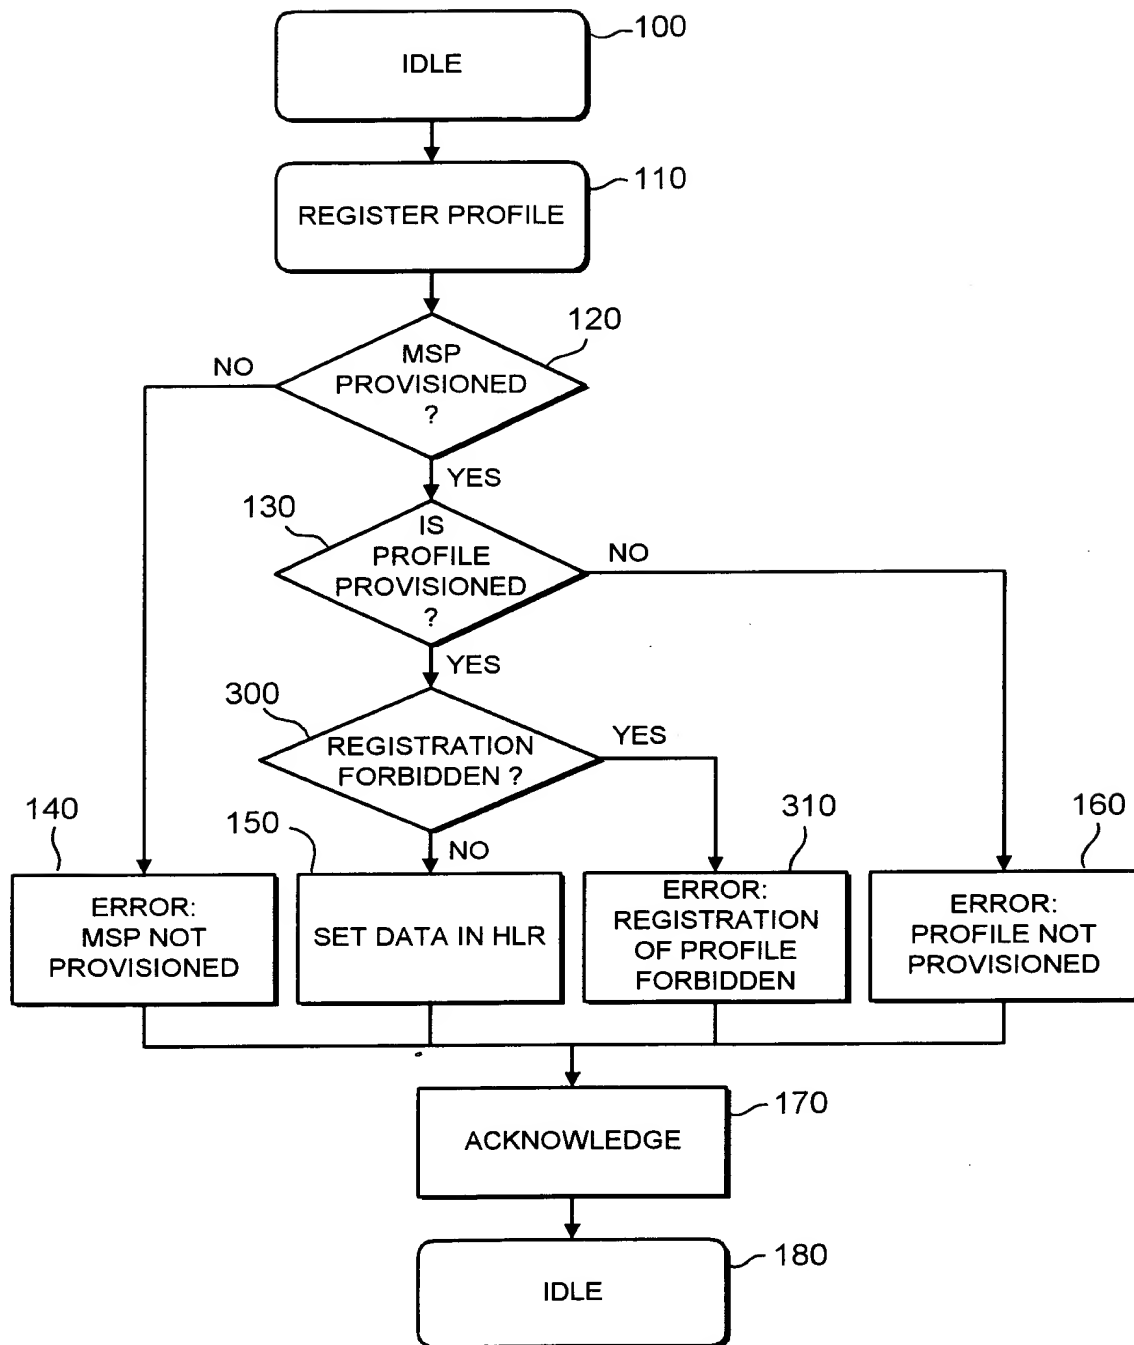 100
IDLE
110
REGISTER PROFILE
120
NO
MSP
PROVISIONED
?
YES
130
IS
PROFILE
PROVISIONED
?
NO
YES
300
REGISTRATION
FORBIDDEN ?
YES
NO
140
ERROR:
MSP NOT
PROVISIONED
150
SET DATA IN HLR
310
ERROR:
REGISTRATION
OF PROFILE
FORBIDDEN
160
ERROR:
PROFILE NOT
PROVISIONED
170
ACKNOWLEDGE
180
IDLE